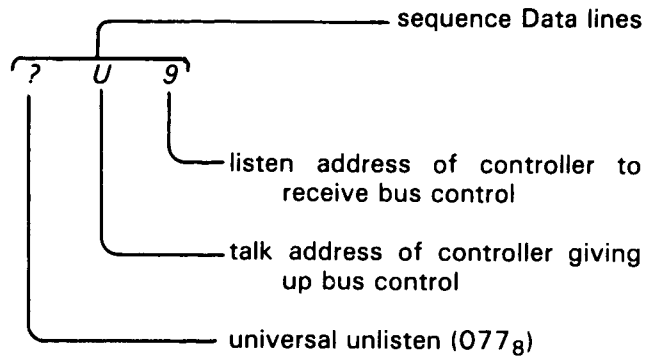 sequence Data lines
? U 9
listen address of controller to
receive bus control
talk address of controller giving
up bus control
universal unlisten (077₈)